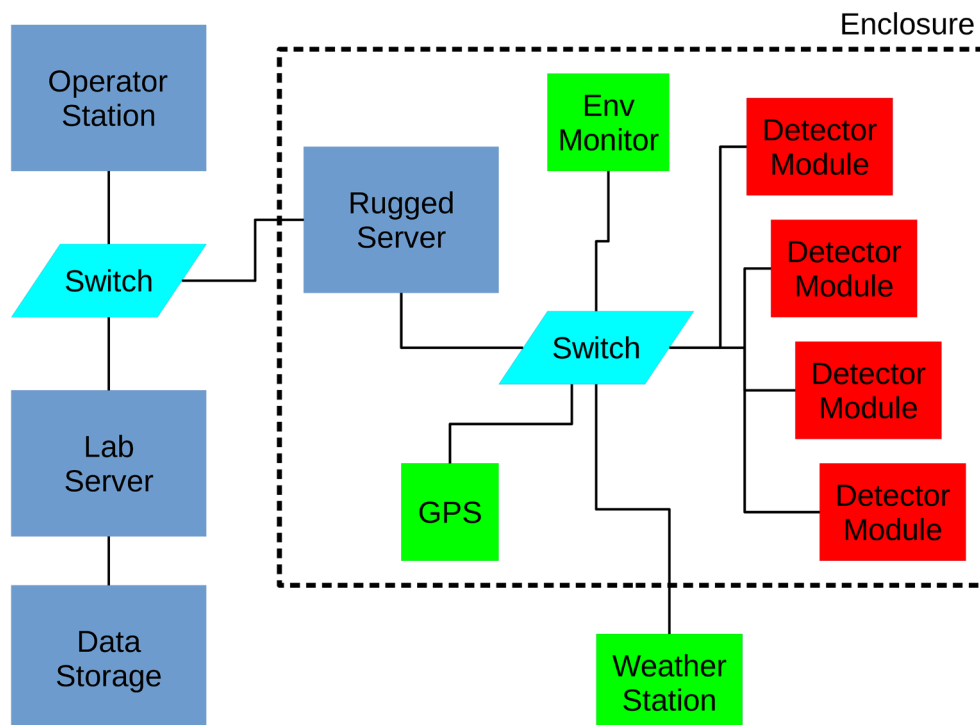 Enclosure
Operator
Station
Env
Monitor
Detector
Module
Rugged
Server
Detector
Module
Switch
Switch
Detector
Module
Lab
Server
GPS
Detector
Module
Data
Storage
Weather
Station